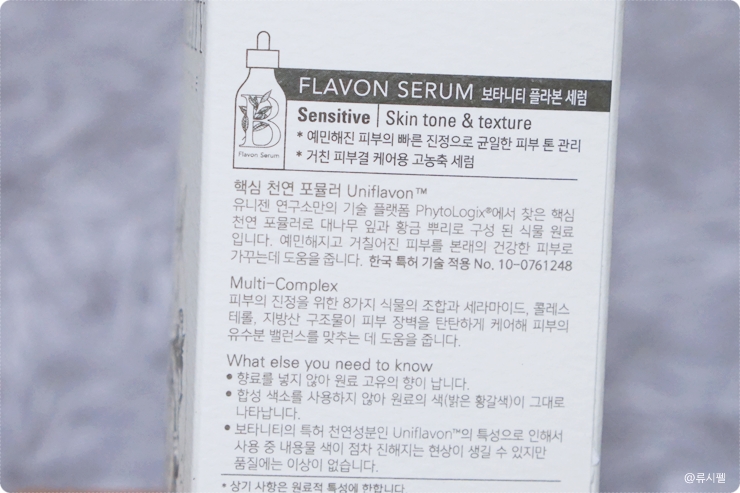 FLAVON SERUM 보타니티 플라본 세럼
Sensitive | Skin tone & texture
* 예민해진 피부의 빠른 진정으로 균일한 피부 톤 관리
* 거친 피부결 케어용 고농축 세럼
B
Flavon Serum
핵심 천연 포뮬러 Uniflavon™
유니젠 연구소만의 기술 플랫폼 PhytoLogix®에서 찾은 핵심
천연 포뮬러로 대나무 잎과 황금 뿌리로 구성 된 식물 원료
입니다. 예민해지고 거칠어진 피부를 본래의 건강한 피부로
가꾸는데 도움을 줍니다. 한국 특허 기술 적용 No. 10-0761248
Multi-Complex
피부의 진정을 위한 8가지 식물의 조합과 세라마이드, 콜레스
테롤, 지방산 구조물이 피부 장벽을 탄탄하게 케어해 피부의
유수분 밸런스를 맞추는 데 도움을 줍니다.
What else you need to know
• 향료를 넣지 않아 원료 고유의 향이 납니다.
• 합성 색소를 사용하지 않아 원료의 색(밝은 황갈색)이 그대로
나타납니다.
• 보타니티의 특허 천연성분인 Uniflavon™의 특성으로 인해서
사용 중 내용물 색이 점차 진해지는 현상이 생길 수 있지만
품질에는 이상이 없습니다.
* 상기 사항은 원료적 특성에 한합니다.
@류시펠